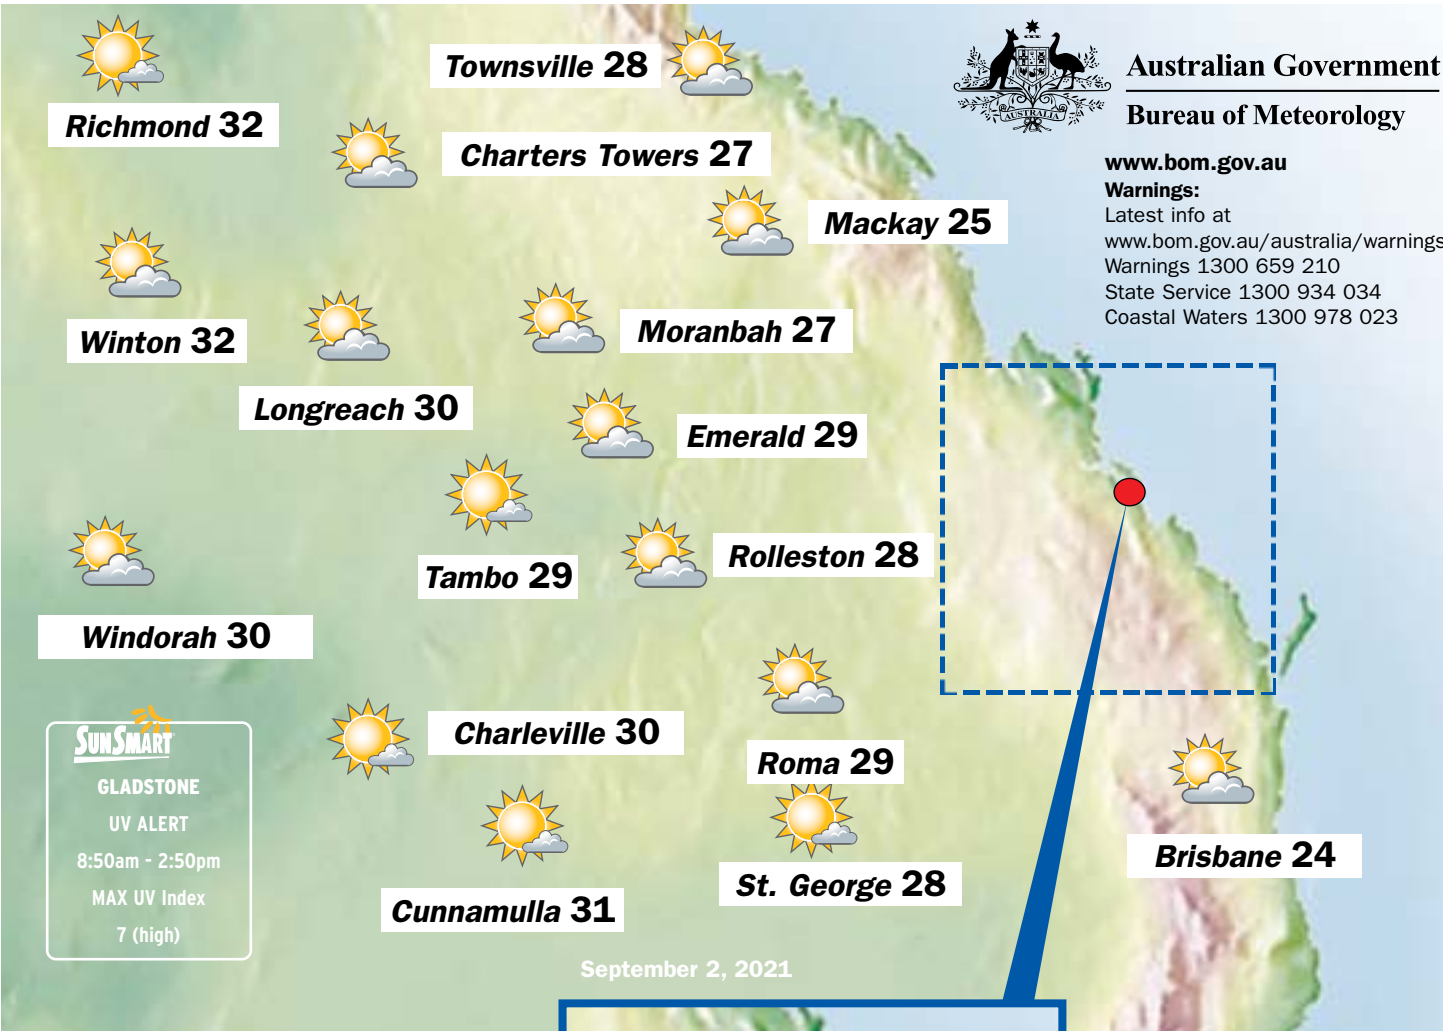 Richmond 32
Townsville 28
Charters Towers 27
Mackay 25
Winton 32
Longreach 30
Moranbah 27
Emerald 29
Tambo 29
Rolleston 28
Windorah 30
Charleville 30
Roma 29
Cunnamulla 31
St. George 28
Brisbane 24
AUSTRALIA
Australian Government
Bureau of Meteorology
www.bom.gov.au
Warnings:
Latest info at
www.bom.gov.au/australia/warnings
Warnings 1300 659 210
State Service 1300 934 034
Coastal Waters 1300 978 023
SUNSMART
GLADSTONE
UV ALERT
8:50am - 2:50pm
MAX UV Index
7 (high)
September 2, 2021